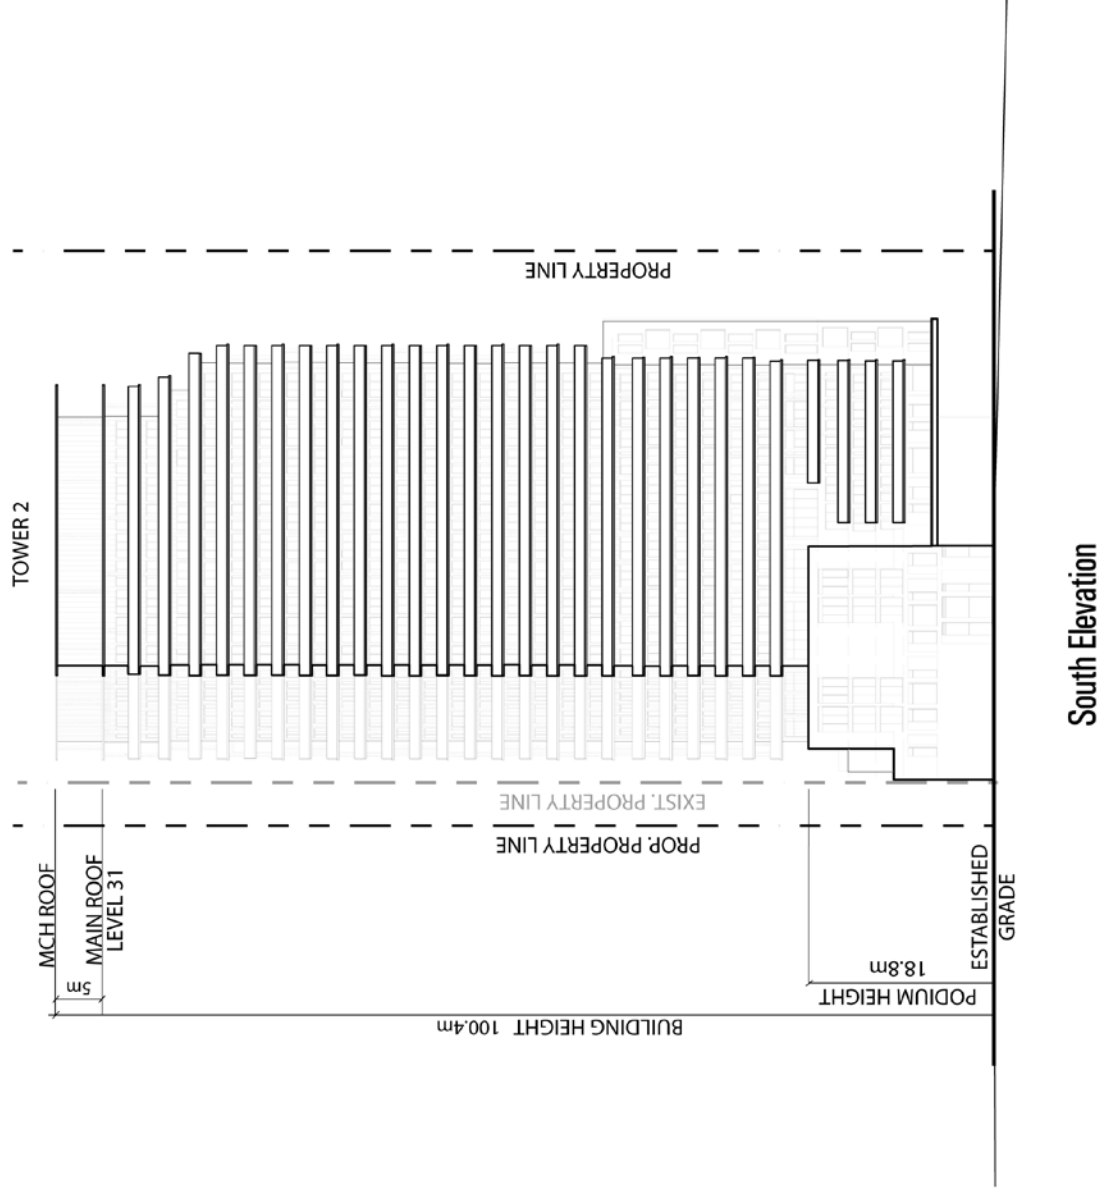 TOWER 2
PROPERTY LINE
EXIST. PROPERTY LINE
PROP. PROPERTY LINE
MCH ROOF
MAIN ROOF
LEVEL 31
5m
BUILDING HEIGHT 100.4m
PODIUM HEIGHT
18.8m
ESTABLISHED
GRADE
South Elevation